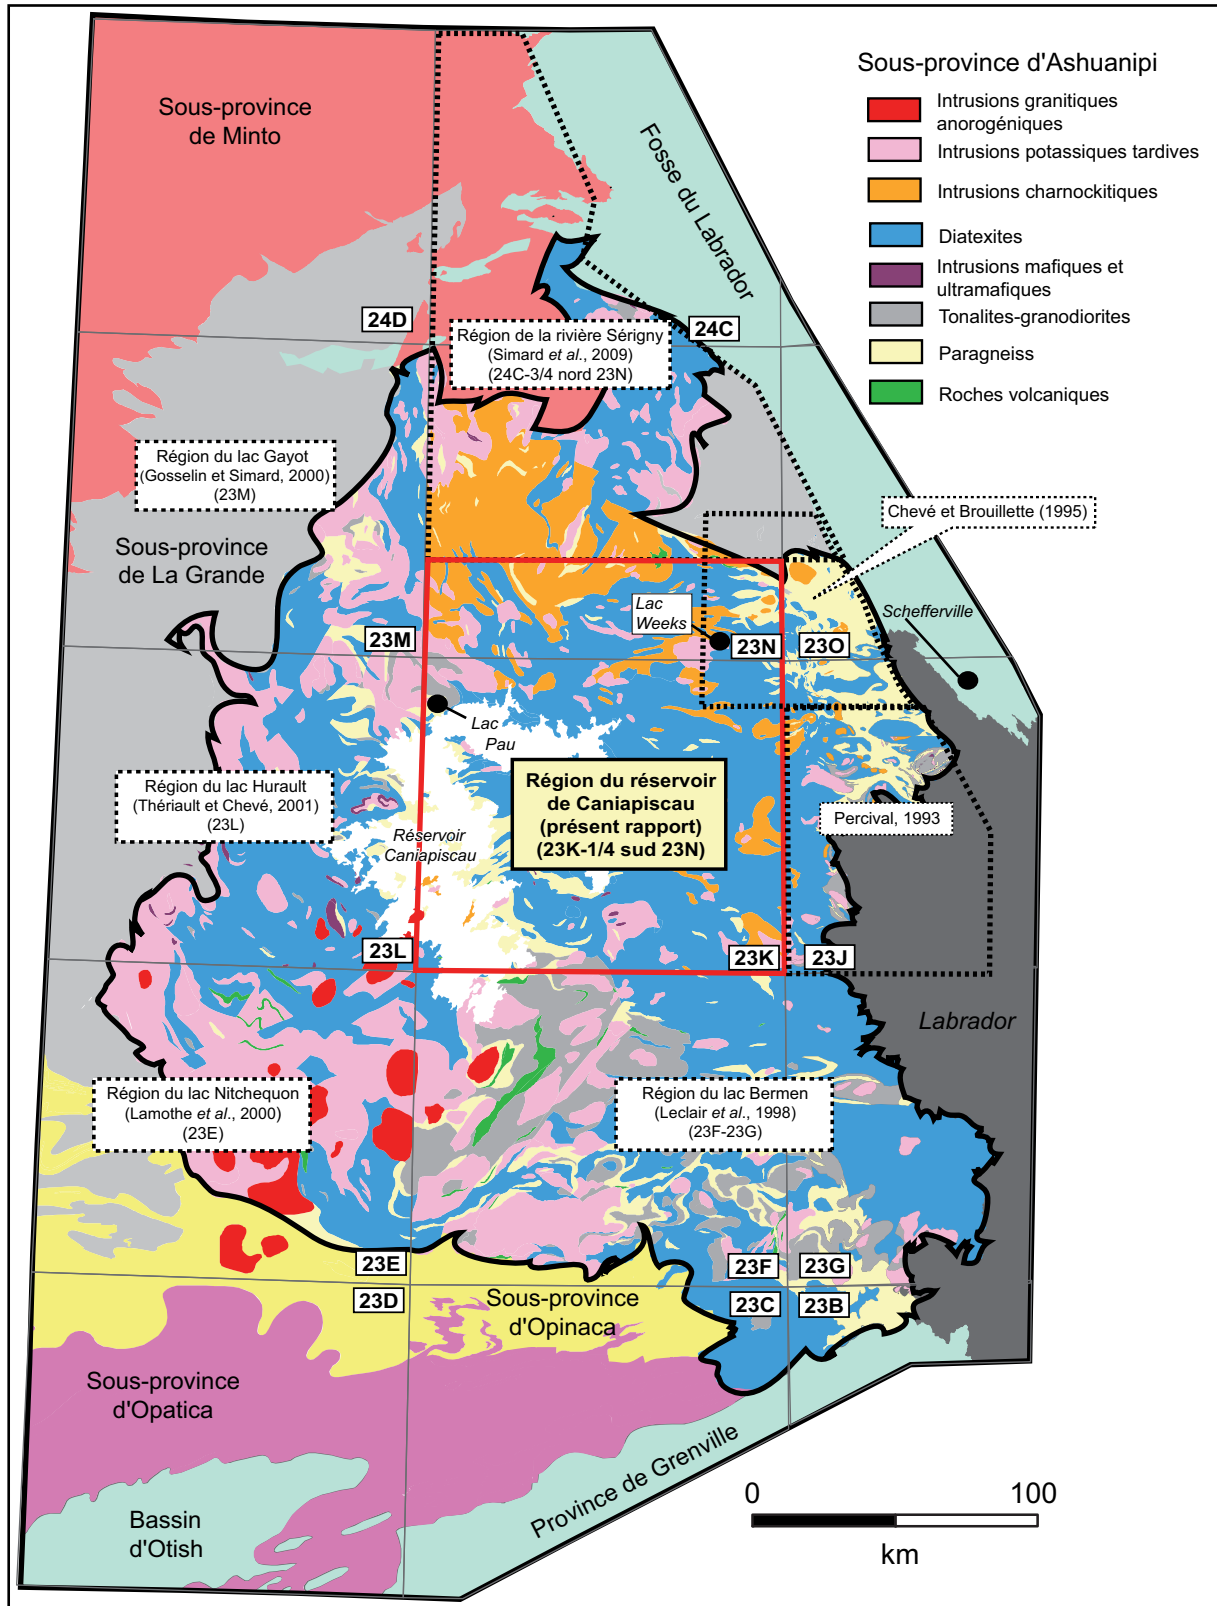 Sous-province d'Ashuanipi
Intrusions granitiques
anorogéniques
Intrusions potassiques tardives
Intrusions charnockitiques
Diatexites
Intrusions mafiques et
ultramafiques
Tonalites-granodiorites
Paragneiss
Roches volcaniques
Sous-province
de Minto
Fosse du Labrador
24D
24C
Région de la rivière Sérigny
(Simard et al., 2009)
(24C-3/4 nord 23N)
Région du lac Gayot
(Gosselin et Simard, 2000)
(23M)
Chevé et Brouillette (1995)
Sous-province
de La Grande
Schefferville
Lac
Weeks
23M
23N
23O
Lac
Pau
Région du réservoir
de Caniapiscau
(présent rapport)
(23K-1/4 sud 23N)
Région du lac Hurault
(Thériault et Chevé, 2001)
(23L)
Percival, 1993
Réservoir
Caniapiscau
23L
23K
23J
Labrador
Région du lac Nitchequon
(Lamothe et al., 2000)
(23E)
Région du lac Bermen
(Leclair et al., 1998)
(23F-23G)
23E
23F
23G
23D
23C
23B
Sous-province
d'Opinaca
Sous-province
d'Opatica
Province de Grenville
Bassin
d'Otish
0
100
km